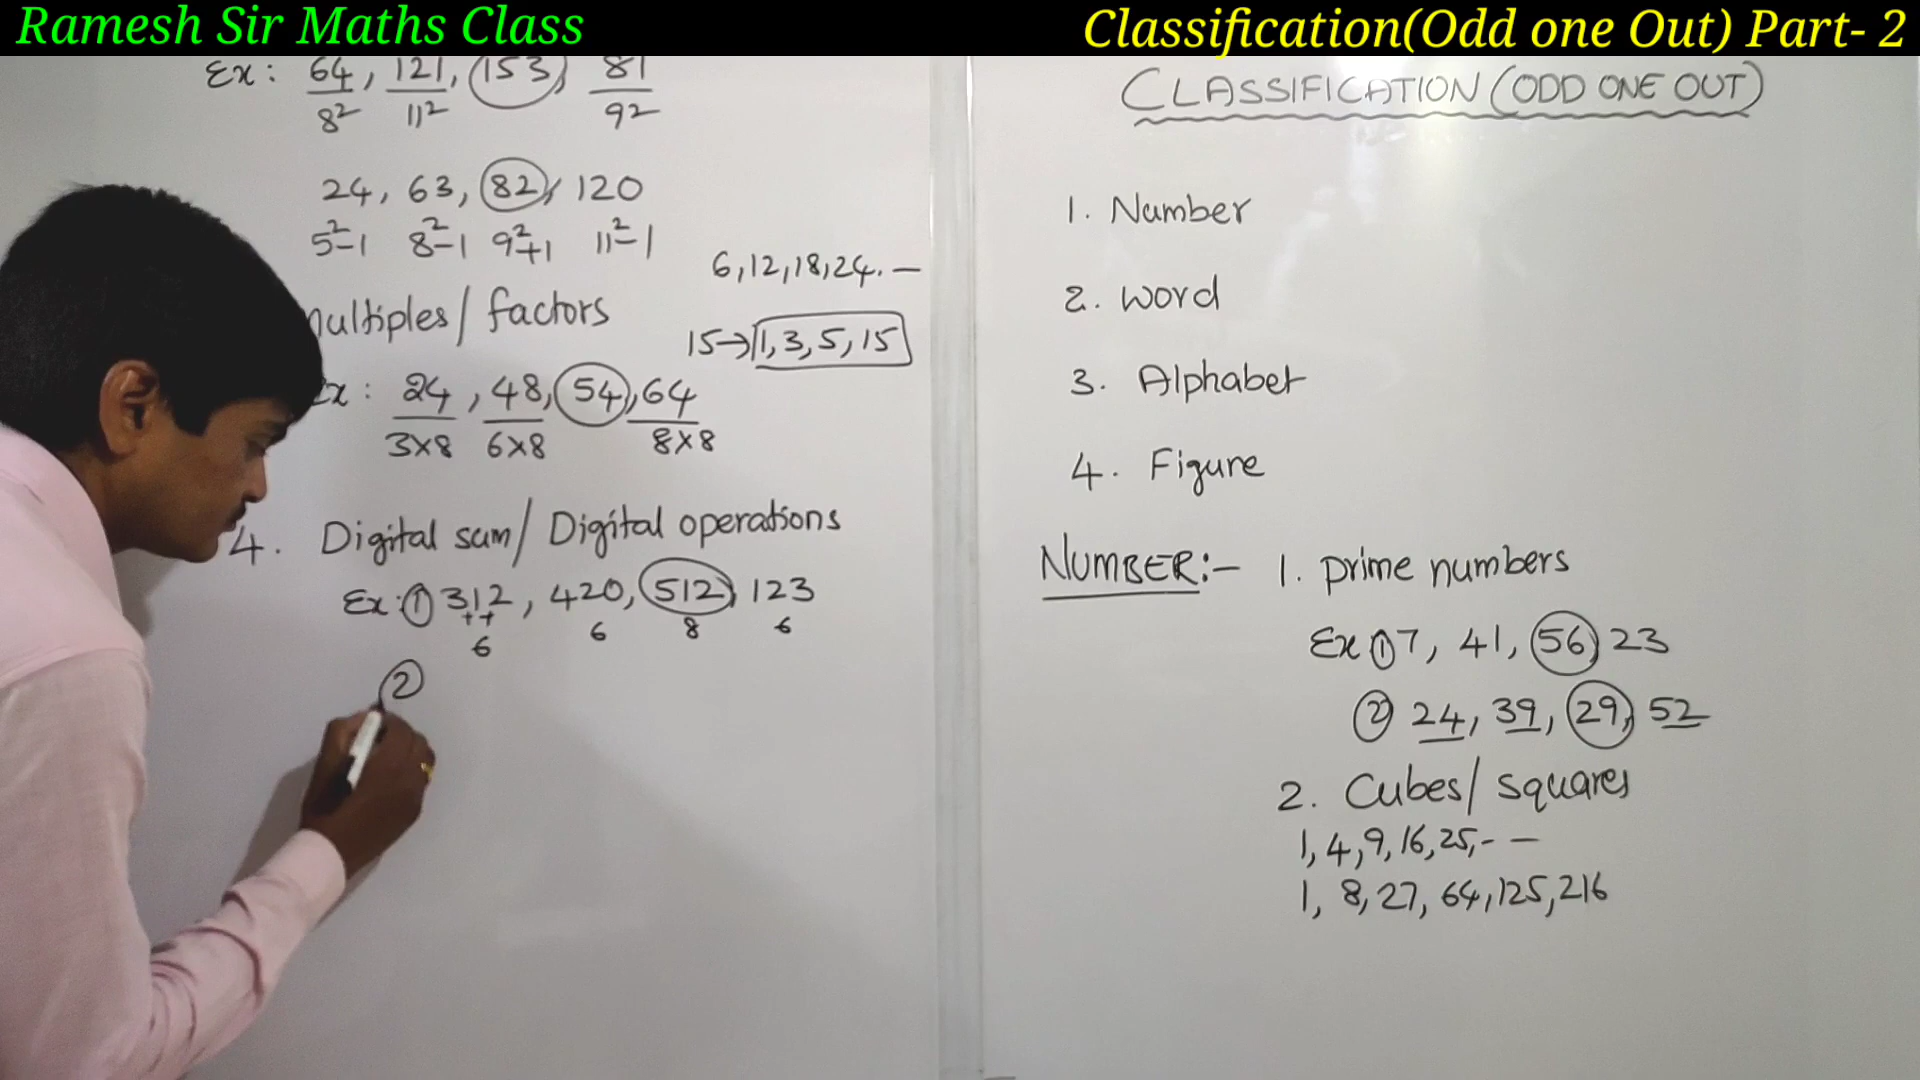 Ramesh Sir Maths Class
Classification(Odd one Out) Part- 2
Ex: 64, 121, 153, 81
8² 11² 9²
24, 63, 82, 120
5²-1 8²-1 9²+1 11²-1
6,12,18,24.—
multiples/factors
15→1,3,5,15
Ex: 24, 48, 54, 64
3×8 6×8 8×8
4. Digital sum/Digital operations
Ex:① 312, 420, 512, 123
++
6 6 8 6
②
CLASSIFICATION (ODD ONE OUT)
1. Number
2. word
3. Alphabet
4. Figure
NUMBER:- 1. prime numbers
Ex ① 7, 41, 56, 23
② 24, 39, 29, 52
2. Cubes/squares
1,4,9,16,25,- —
1, 8,27, 64,125,216